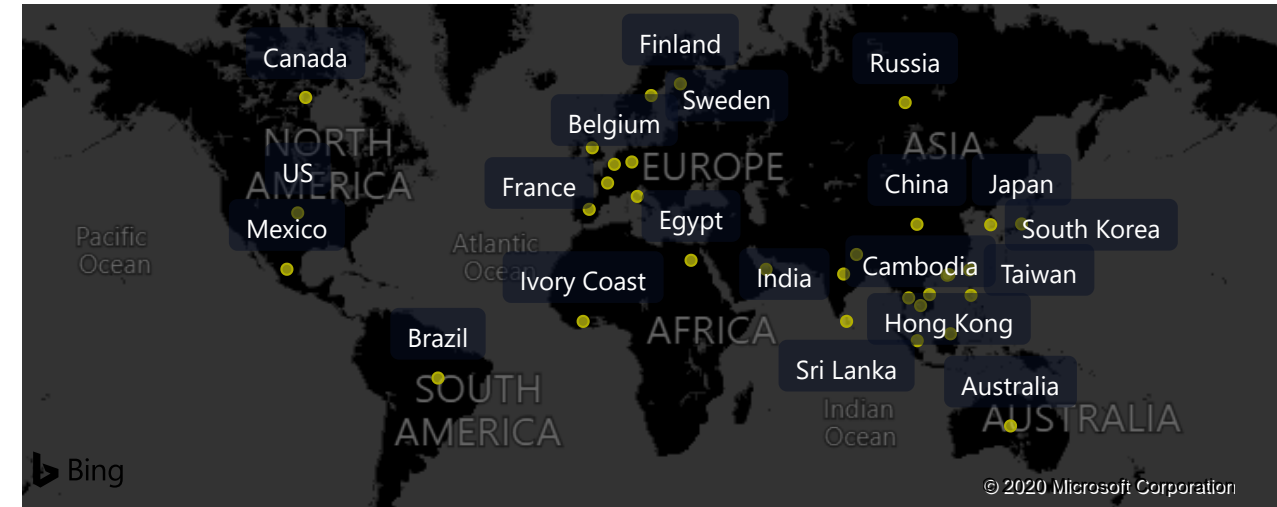 Finland
Canada
Russia
Sweden
Belgium
NORTH
AMERICA
ASIA
EUROPE
US
France
China
Japan
Egypt
Mexico
South Korea
Pacific
Ocean
Atlantic
Ocean
Cambodia
Taiwan
India
Ivory Coast
Hong Kong
AFRICA
Brazil
Sri Lanka
SOUTH
AMERICA
Australia
Indian
Ocean
AUSTRALIA
Bing
© 2020 Microsoft Corporation